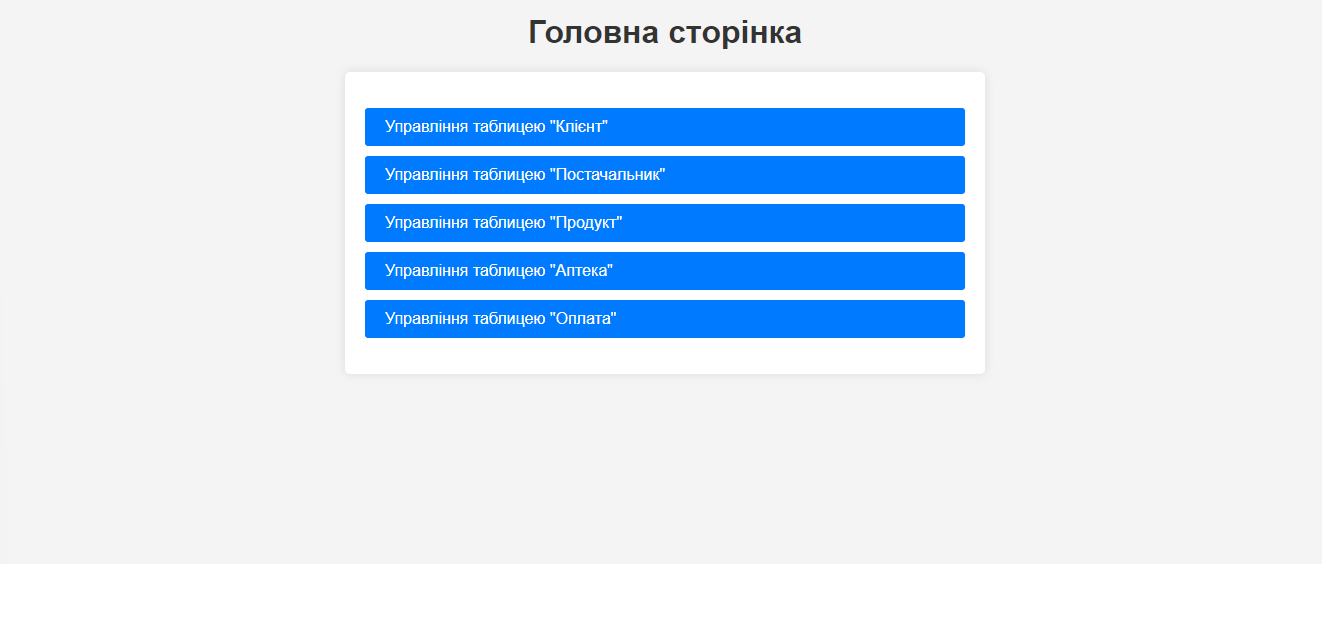 Головна сторінка
Управління таблицею "Клієнт"
Управління таблицею "Постачальник"
Управління таблицею "Продукт"
Управління таблицею "Аптека"
Управління таблицею "Оплата"